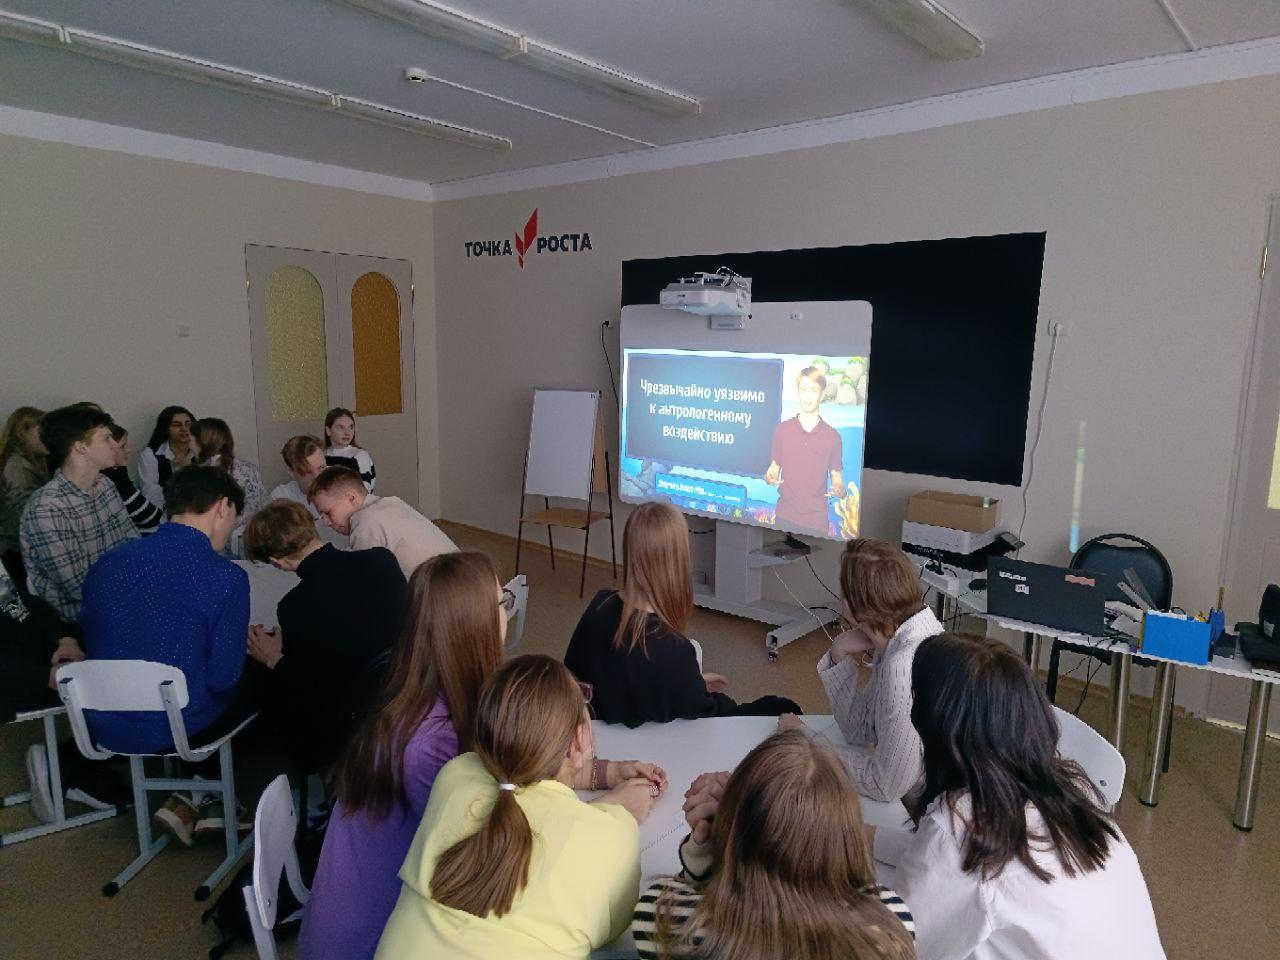 ТОЧКА РОСТА
Чрезвычайно уязвимо
к антропогенному
воздействию